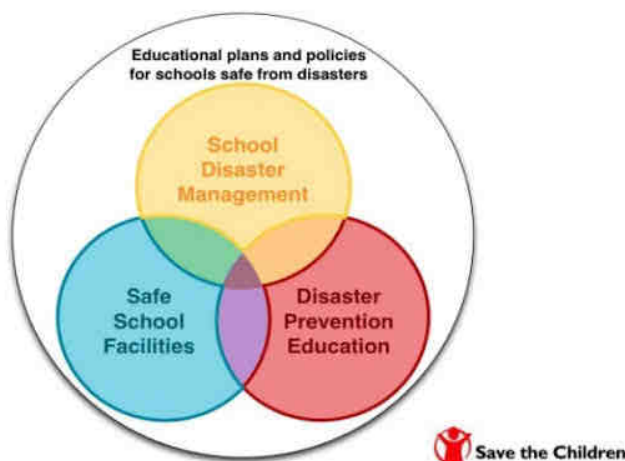 Educational plans and policies
for schools safe from disasters
School
Disaster
Management
Safe
School
Facilities
Disaster
Prevention
Education
Save the Children